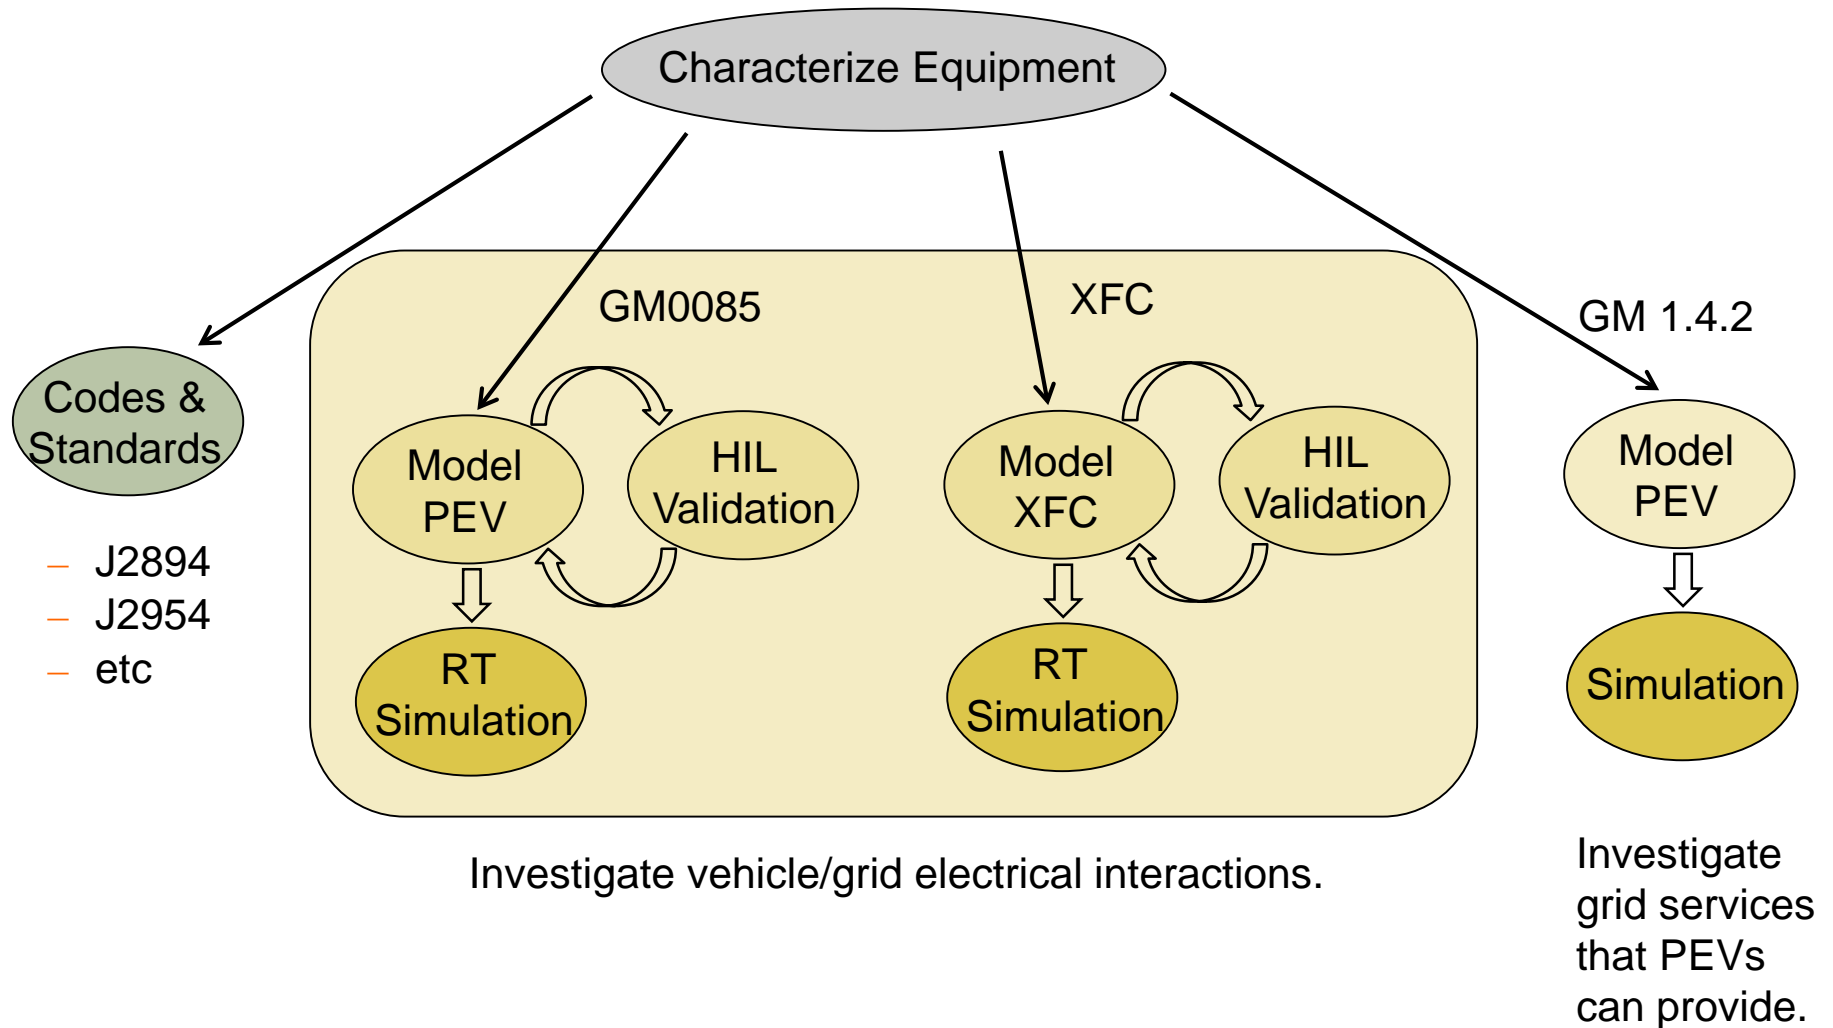 Characterize Equipment
GM0085
XFC
GM 1.4.2
Codes &
Standards
– J2894
– J2954
– etc
Model
PEV
HIL
Validation
RT
Simulation
Model
XFC
HIL
Validation
RT
Simulation
Model
PEV
Simulation
Investigate vehicle/grid electrical interactions.
Investigate
grid services
that PEVs
can provide.